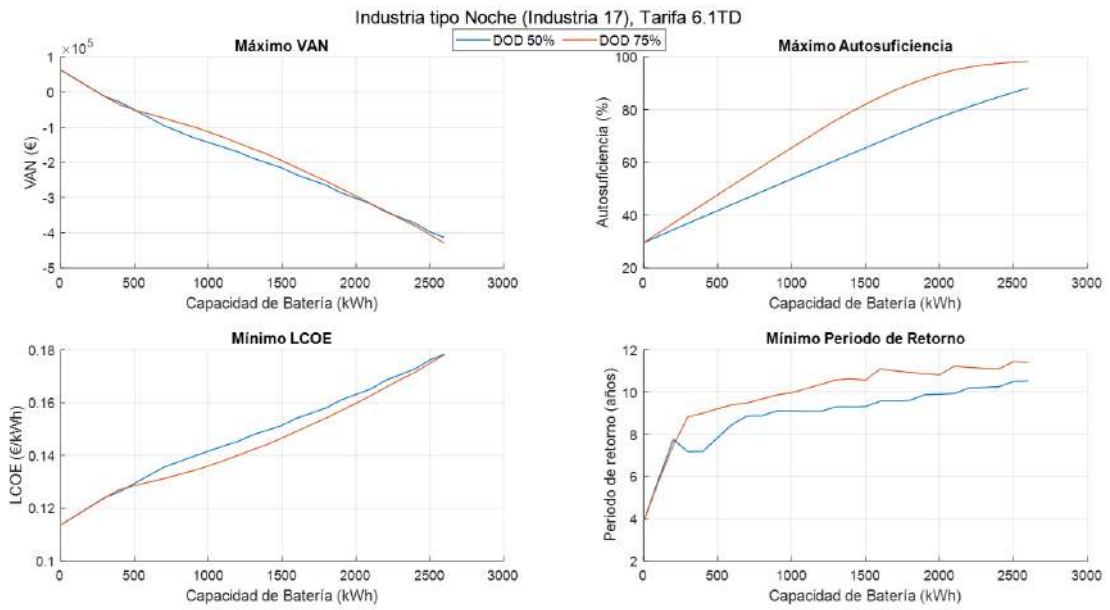 Industria tipo Noche (Industria 17), Tarifa 6.1TD
DOD 50% DOD 75%
Máximo VAN
×10⁵
1
0
-1
-2
-3
-4
-5
VAN (€)
0 500 1000 1500 2000 2500 3000
Capacidad de Batería (kWh)
Máximo Autosuficiencia
100
80
60
40
20
Autosuficiencia (%)
0 500 1000 1500 2000 2500 3000
Capacidad de Batería (kWh)
Mínimo LCOE
0.18
0.16
0.14
0.12
0.1
LCOE (€/kWh)
0 500 1000 1500 2000 2500 3000
Capacidad de Batería (kWh)
Mínimo Periodo de Retorno
12
10
8
6
4
2
Periodo de retorno (años)
0 500 1000 1500 2000 2500 3000
Capacidad de Batería (kWh)